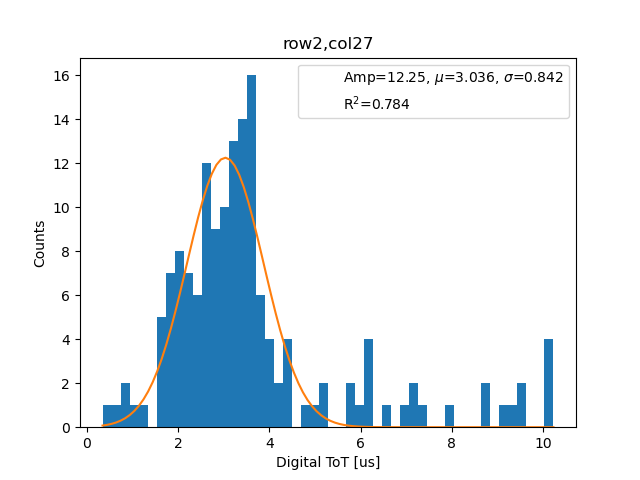 row2,col27
Amp=12.25, μ=3.036, σ=0.842
R²=0.784
16
14
12
10
8
6
4
2
0
Counts
0 2 4 6 8 10
Digital ToT [us]